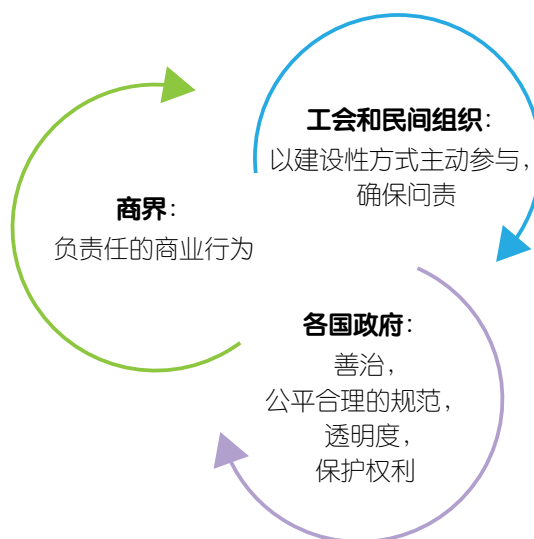 工会和民间组织：
以建设性方式主动参与，
确保问责
商界：
负责任的商业行为
各国政府：
善治，
公平合理的规范，
透明度，
保护权利